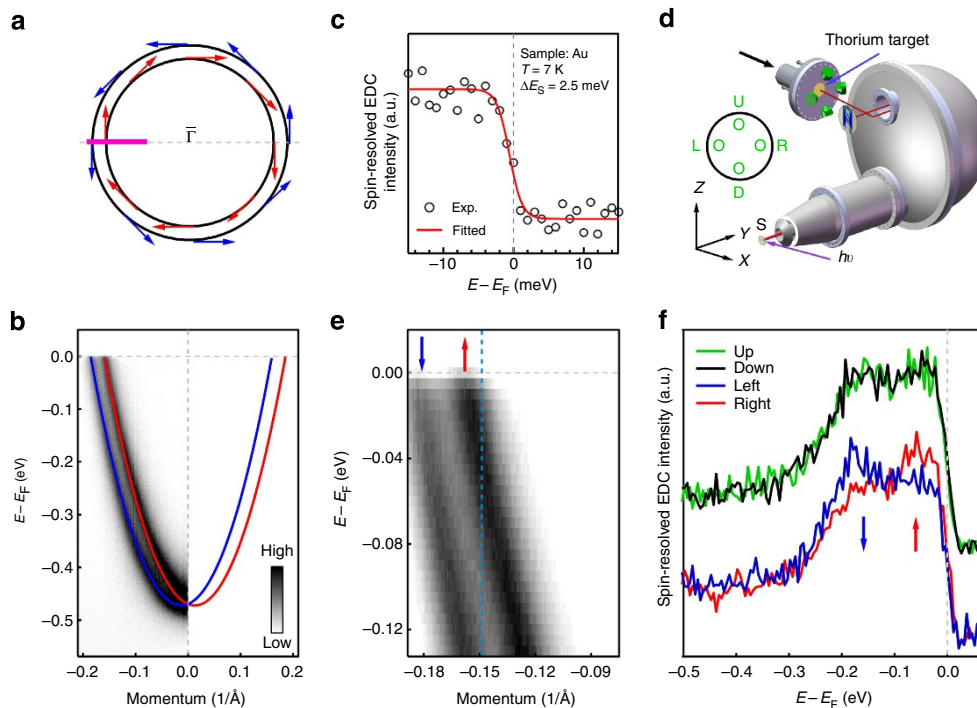 a
Γ̅
b
0.0
−0.1
−0.2
−0.3
−0.4
−0.5
E − E_F (eV)
High
Low
−0.2
−0.1
0.0
0.1
0.2
Momentum (1/Å)
c
Spin-resolved EDC
intensity (a.u.)
Sample: Au
T = 7 K
ΔE_S = 2.5 meV
Exp.
Fitted
−10
0
10
E − E_F (meV)
d
Thorium target
U
L
R
D
Z
Y
X
S
hυ
e
0.00
−0.04
−0.08
−0.12
E − E_F (eV)
−0.18
−0.15
−0.12
−0.09
Momentum (1/Å)
f
Spin-resolved EDC intensity (a.u.)
Up
Down
Left
Right
−0.5
−0.4
−0.3
−0.2
−0.1
0.0
E − E_F (eV)